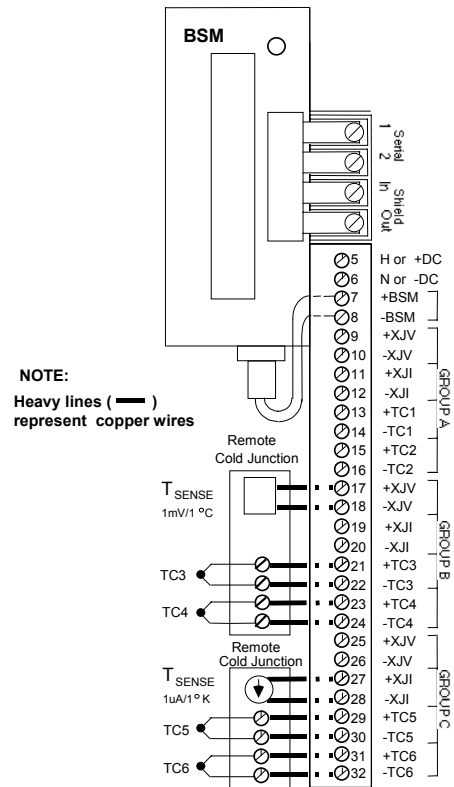 BSM
1 Serial
2
In Shield
Out
5 H or +DC
6 N or -DC
7 +BSM
8 -BSM
9 +XJV
10 -XJV
11 +XJI
12 -XJI
13 +TC1
14 -TC1
15 +TC2
16 -TC2
GROUP A
17 +XJV
18 -XJV
19 +XJI
20 -XJI
21 +TC3
22 -TC3
23 +TC4
24 -TC4
GROUP B
25 +XJV
26 -XJV
27 +XJI
28 -XJI
29 +TC5
30 -TC5
31 +TC6
32 -TC6
GROUP C
NOTE:
Heavy lines ( )
represent copper wires
Remote
Cold Junction
T SENSE
1mV/1 °C
TC3
TC4
Remote
Cold Junction
T SENSE
1uA/1° K
TC5
TC6